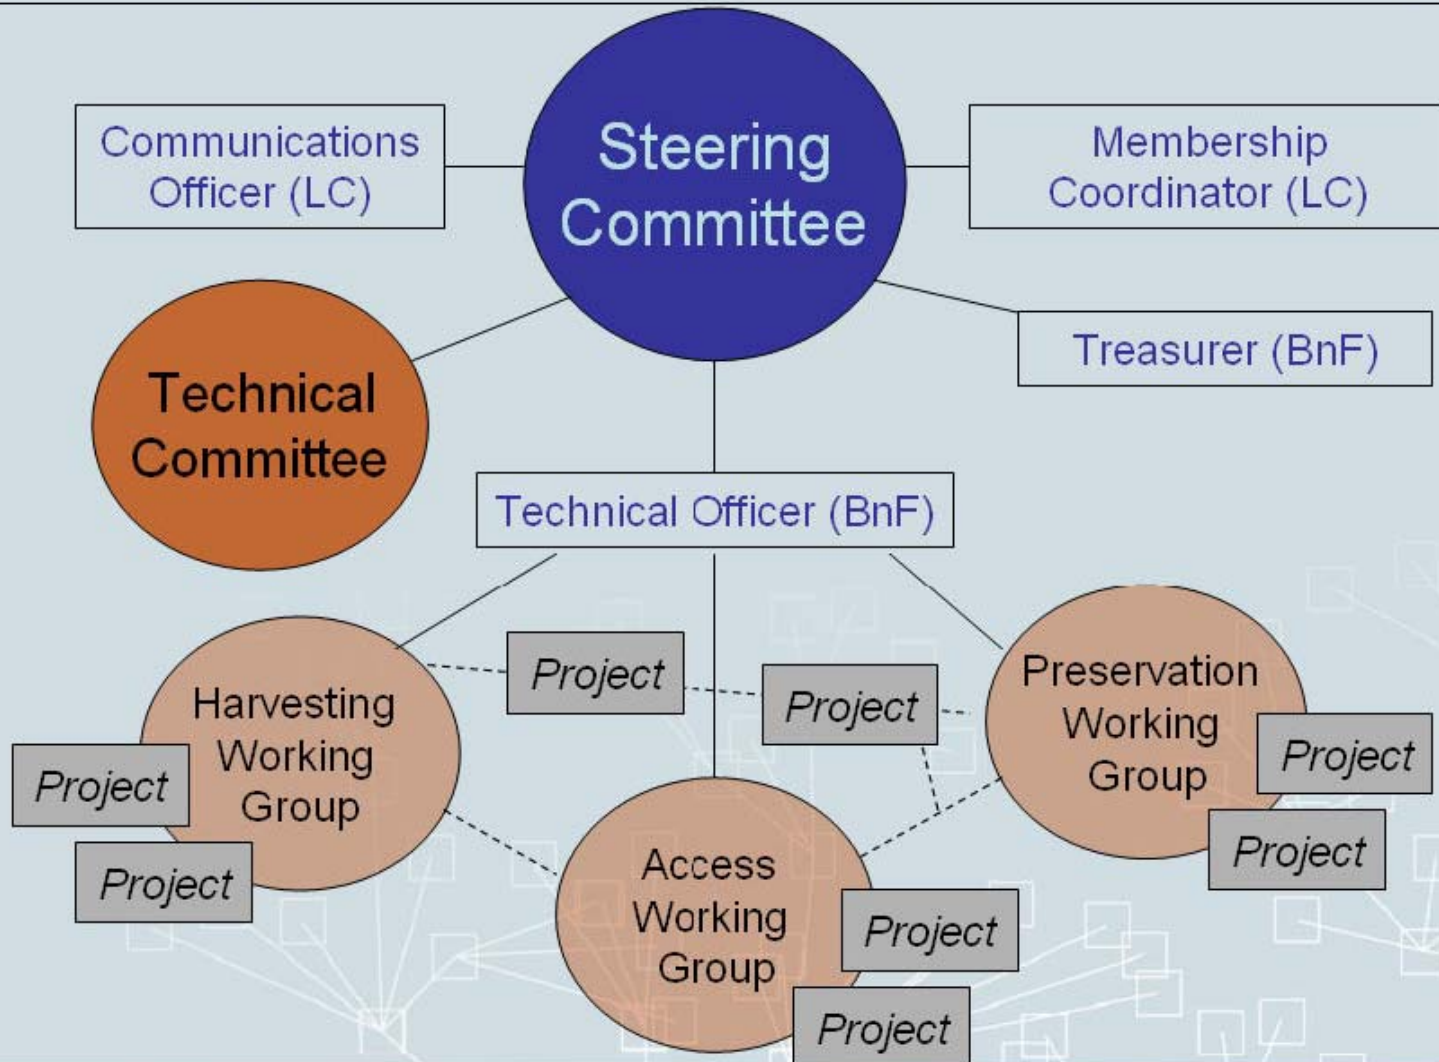 Steering
Committee
Communications
Officer (LC)
Membership
Coordinator (LC)
Treasurer (BnF)
Technical
Committee
Technical Officer (BnF)
Project
Project
Harvesting
Working
Group
Project
Project
Preservation
Working
Group
Project
Project
Access
Working
Group
Project
Project